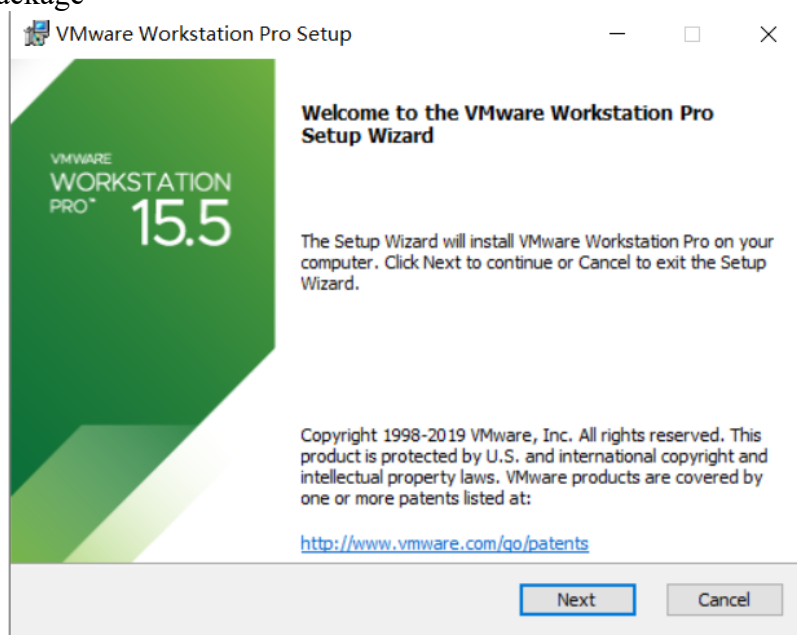 ackage
VMware Workstation Pro Setup
VMWARE
WORKSTATION
PRO™
15.5
Welcome to the VMware Workstation Pro
Setup Wizard
The Setup Wizard will install VMware Workstation Pro on your
computer. Click Next to continue or Cancel to exit the Setup
Wizard.
Copyright 1998-2019 VMware, Inc. All rights reserved. This
product is protected by U.S. and international copyright and
intellectual property laws. VMware products are covered by
one or more patents listed at:
http://www.vmware.com/go/patents
Next
Cancel